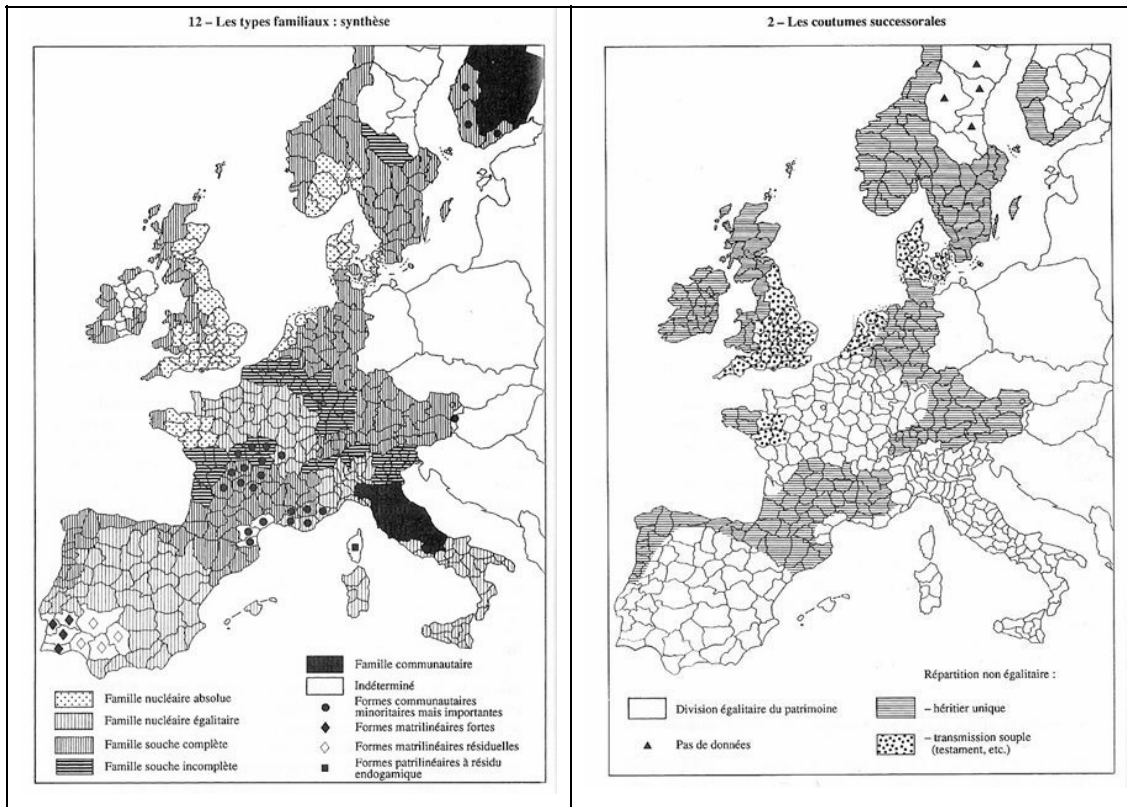 12 – Les types familiaux : synthèse
Famille nucléaire absolue
Famille nucléaire égalitaire
Famille souche complète
Famille souche incomplète
Famille communautaire
Indéterminé
Formes communautaires
minoritaires mais importantes
Formes matrilinéaires fortes
Formes matrilinéaires résiduelles
Formes patrilinéaires à résidu
endogamique
2 – Les coutumes successorales
Division égalitaire du patrimoine
Pas de données
Répartition non égalitaire :
– héritier unique
– transmission souple
(testament, etc.)